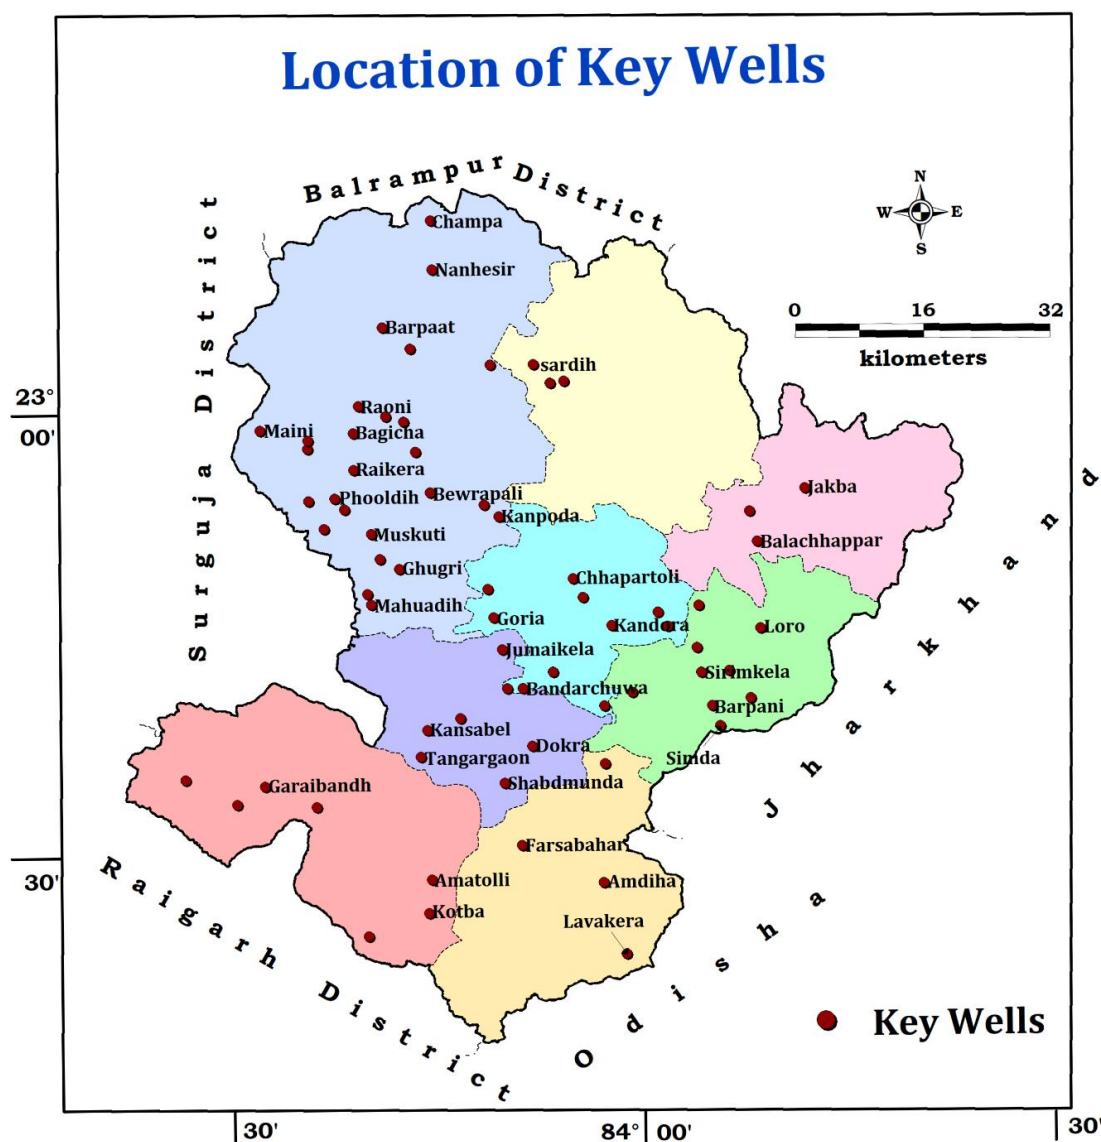 Location of Key Wells
Balrampur District
Surguja District
N
W E
S
0 16 32
kilometers
Champa
Nanhesir
Barpaat
sardih
23°
00'
Raoni
Maini
Bagicha
Raikera
Jakba
Phooldih
Bewrapali
Kanpoda
Muskuti
Balachhappar
Ghugri
Chhapartoli
Mahuadih
Goria
Kandora
Loro
Jumaikela
Sirimkela
Bandarchuwa
Barpani
Kansabel
Dokra
Tangargaon
Simda
Garaibandh
Shabdmunda
Jharkhand
Farsabahar
30'
Amatolli
Amdiha
Kotba
Lavakera
Raigarh District
Odisha
Key Wells
30'
84° 00'
30'